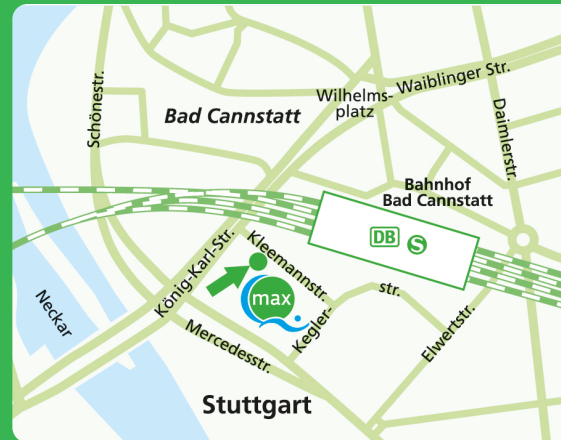 Schönestr.
Bad Cannstatt
Wilhelms-
platz
Waiblinger Str.
Daimlerstr.
Bahnhof
Bad Cannstatt
DB
S
König-Karl-Str.
Kleemannstr.
max
Kegler-
str.
Elwertstr.
Neckar
Mercedesstr.
Stuttgart